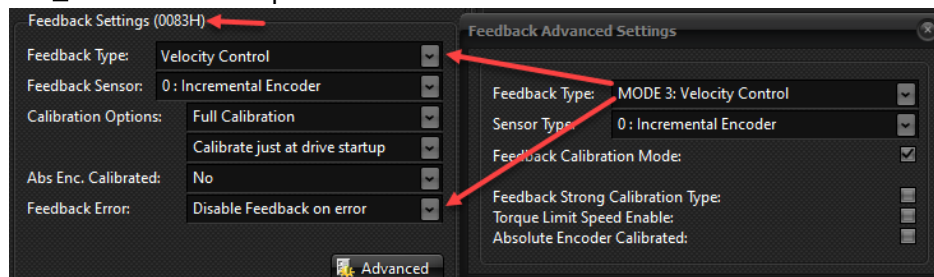 Feedback Settings (0083H)
Feedback Type: Velocity Control
Feedback Sensor: 0 : Incremental Encoder
Calibration Options: Full Calibration
Calibrate just at drive startup
Abs Enc. Calibrated: No
Feedback Error: Disable Feedback on error
Advanced
Feedback Advanced Settings
Feedback Type: MODE 3: Velocity Control
Sensor Type: 0 : Incremental Encoder
Feedback Calibration Mode:
Feedback Strong Calibration Type:
Torque Limit Speed Enable:
Absolute Encoder Calibrated: